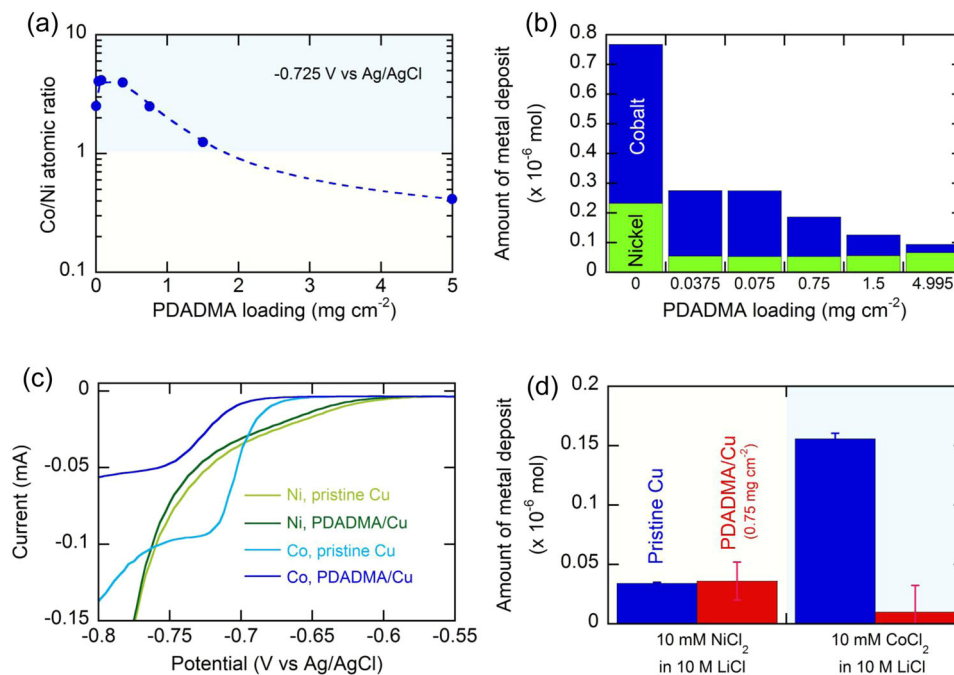 (a)
10
1
0.1
Co/Ni atomic ratio
-0.725 V vs Ag/AgCl
0 1 2 3 4 5
PDADMA loading (mg cm⁻²)
(b)
0.8
0.7
0.6
0.5
0.4
0.3
0.2
0.1
0
Amount of metal deposit
(x 10⁻⁶ mol)
Cobalt
Nickel
0 0.0375 0.075 0.75 1.5 4.995
PDADMA loading (mg cm⁻²)
(c)
0
-0.05
-0.1
-0.15
Current (mA)
Ni, pristine Cu
Ni, PDADMA/Cu
Co, pristine Cu
Co, PDADMA/Cu
-0.8 -0.75 -0.7 -0.65 -0.6 -0.55
Potential (V vs Ag/AgCl)
(d)
0.2
0.15
0.1
0.05
0
Amount of metal deposit
(x 10⁻⁶ mol)
Pristine Cu
PDADMA/Cu
(0.75 mg cm⁻²)
10 mM NiCl₂
in 10 M LiCl
10 mM CoCl₂
in 10 M LiCl